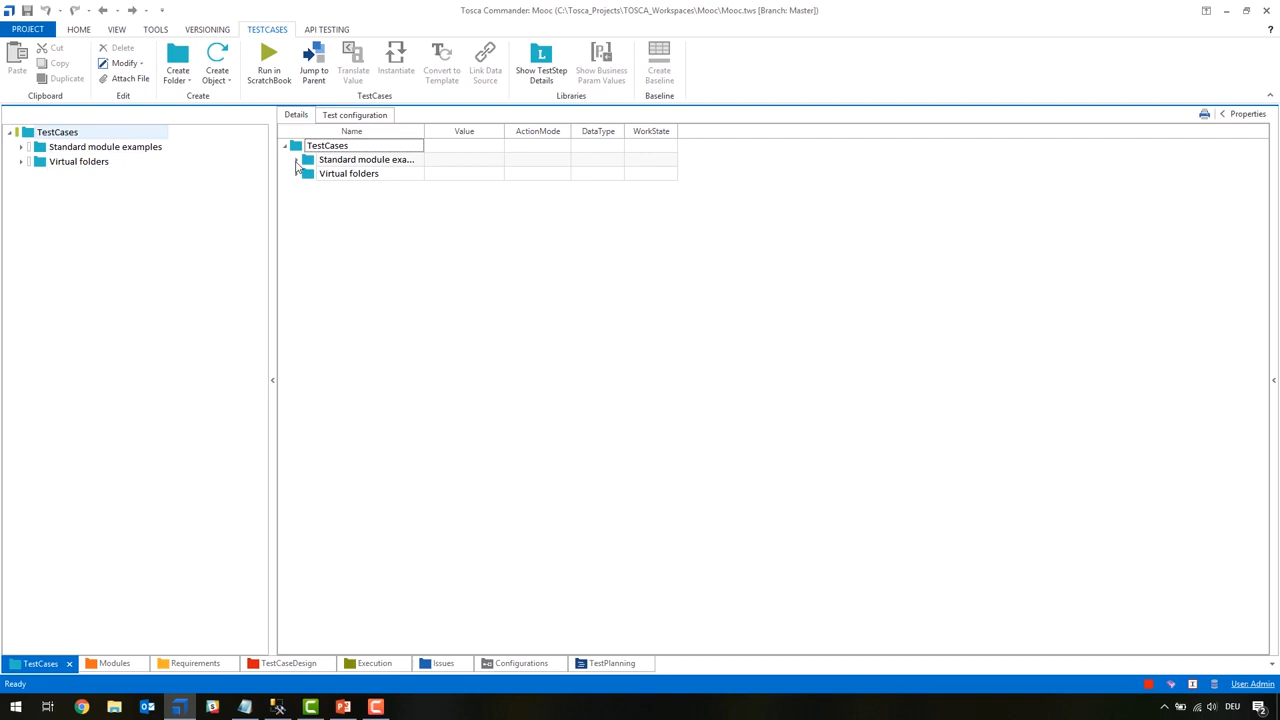 Tosca Commander: Mooc (C:\Tosca_Projects\TOSCA_Workspaces\Mooc\Mooc.tws [Branch: Master])
PROJECT HOME VIEW TOOLS VERSIONING TESTCASES API TESTING
Paste
Cut
Copy
Duplicate
Clipboard
Delete
Modify
Attach File
Edit
Create Folder
Create Object
Create
Run in ScratchBook
Jump to Parent
Translate Value
Instantiate
Convert to Template
Link Data Source
TestCases
Show TestStep Details
Show Business Param Values
Libraries
Create Baseline
Baseline
TestCases
Standard module examples
Virtual folders
Details Test configuration
Properties
Name Value ActionMode DataType WorkState
TestCases
Standard module exa...
Virtual folders
TestCases Modules Requirements TestCaseDesign Execution Issues Configurations TestPlanning
Ready
User: Admin
DEU